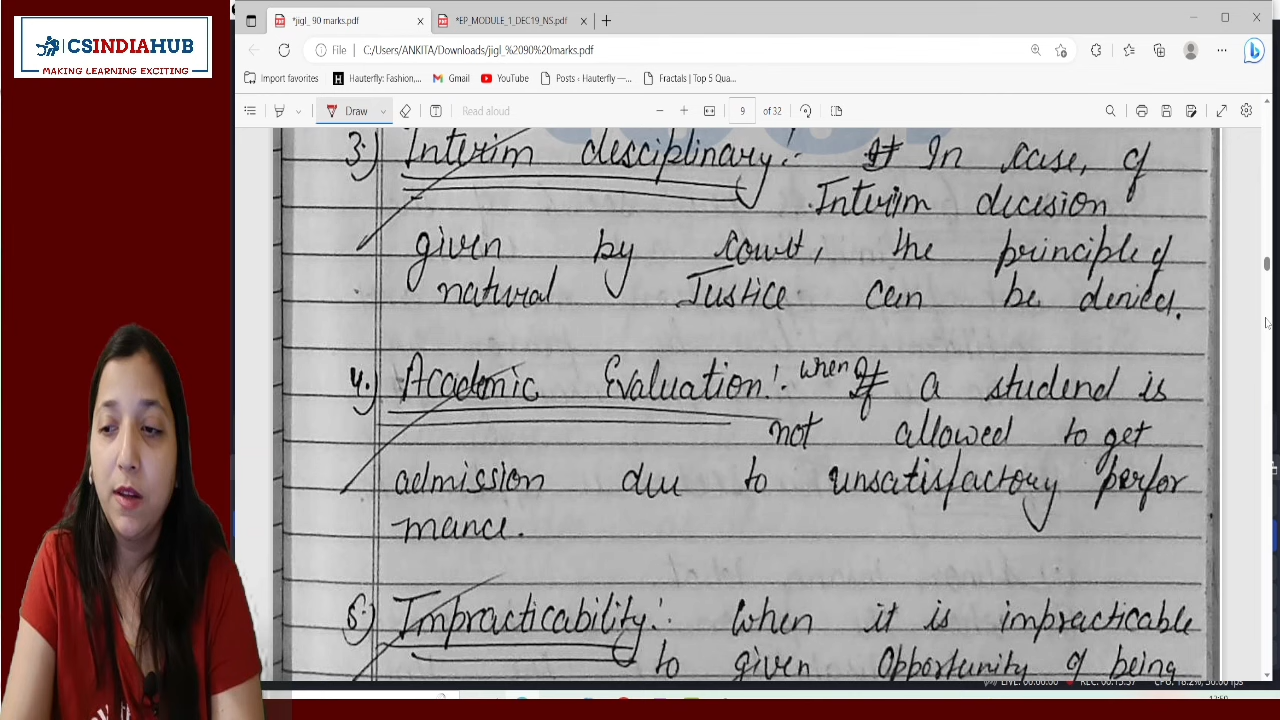 CSINDIAHUB
MAKING LEARNING EXCITING
*jigl_ 90 marks.pdf
*EP_MODULE_1_DEC19_NS.pdf
File
C:/Users/ANKITA/Downloads/jigl_%2090%20marks.pdf
Import favorites
Hauterfly: Fashion,...
Gmail
YouTube
Posts ‹ Hauterfly —...
Fractals | Top 5 Qua...
Draw
Read aloud
9 of 32
3.) Interim desciplinary :- In case, of
Interim decision
given by court, the principle of
natural Justice can be denied.
4.) Academic Evaluation :- when If a studend is
not allowed to get
admission due to unsatisfactory perfor
mance.
5.) Impracticability :- When it is impracticable
to given opportunity of being